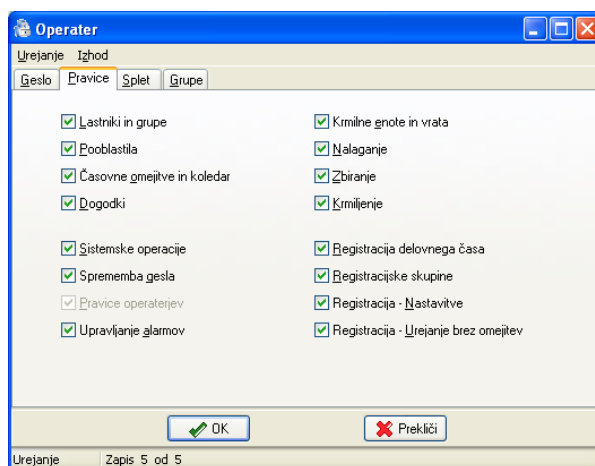 Operater
Urejanje Izhod
Geslo Pravice Splet Grupe
Lastniki in grupe
Pooblastila
Časovne omejitve in koledar
Dogodki
Sistemske operacije
Sprememba gesla
Pravice operaterjev
Upravljanje alarmov
Krmilne enote in vrata
Nalaganje
Zbiranje
Krmiljenje
Registracija delovnega časa
Registracijske skupine
Registracija - Nastavitve
Registracija - Urejanje brez omejitev
OK Prekliči
Urejanje Zapis 5 od 5